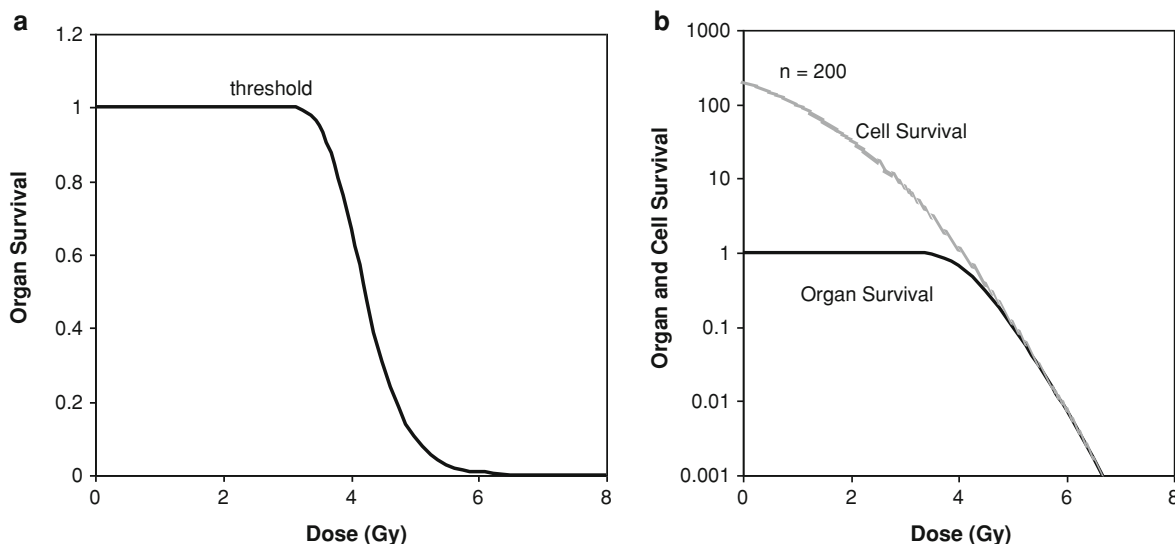 a
1.2
1
0.8
0.6
0.4
0.2
0
Organ Survival
threshold
0 2 4 6 8
Dose (Gy)
b
1000
100
10
1
0.1
0.01
0.001
Organ and Cell Survival
n = 200
Cell Survival
Organ Survival
0 2 4 6 8
Dose (Gy)